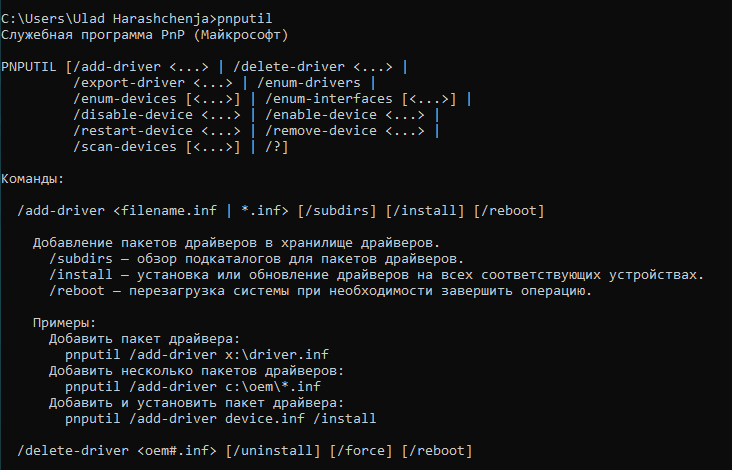 C:\Users\Ulad Harashchenja>pnputil
Служебная программа PnP (Майкрософт)
PNPUTIL [/add-driver <...> | /delete-driver <...> |
/export-driver <...> | /enum-drivers |
/enum-devices [<...>] | /enum-interfaces [<...>] |
/disable-device <...> | /enable-device <...> |
/restart-device <...> | /remove-device <...> |
/scan-devices [<...>] | /?]
Команды:
/add-driver <filename.inf | *.inf> [/subdirs] [/install] [/reboot]
Добавление пакетов драйверов в хранилище драйверов.
/subdirs — обзор подкаталогов для пакетов драйверов.
/install — установка или обновление драйверов на всех соответствующих устройствах.
/reboot — перезагрузка системы при необходимости завершить операцию.
Примеры:
Добавить пакет драйвера:
pnputil /add-driver x:\driver.inf
Добавить несколько пакетов драйверов:
pnputil /add-driver c:\oem\*.inf
Добавить и установить пакет драйвера:
pnputil /add-driver device.inf /install
/delete-driver <oem#.inf> [/uninstall] [/force] [/reboot]